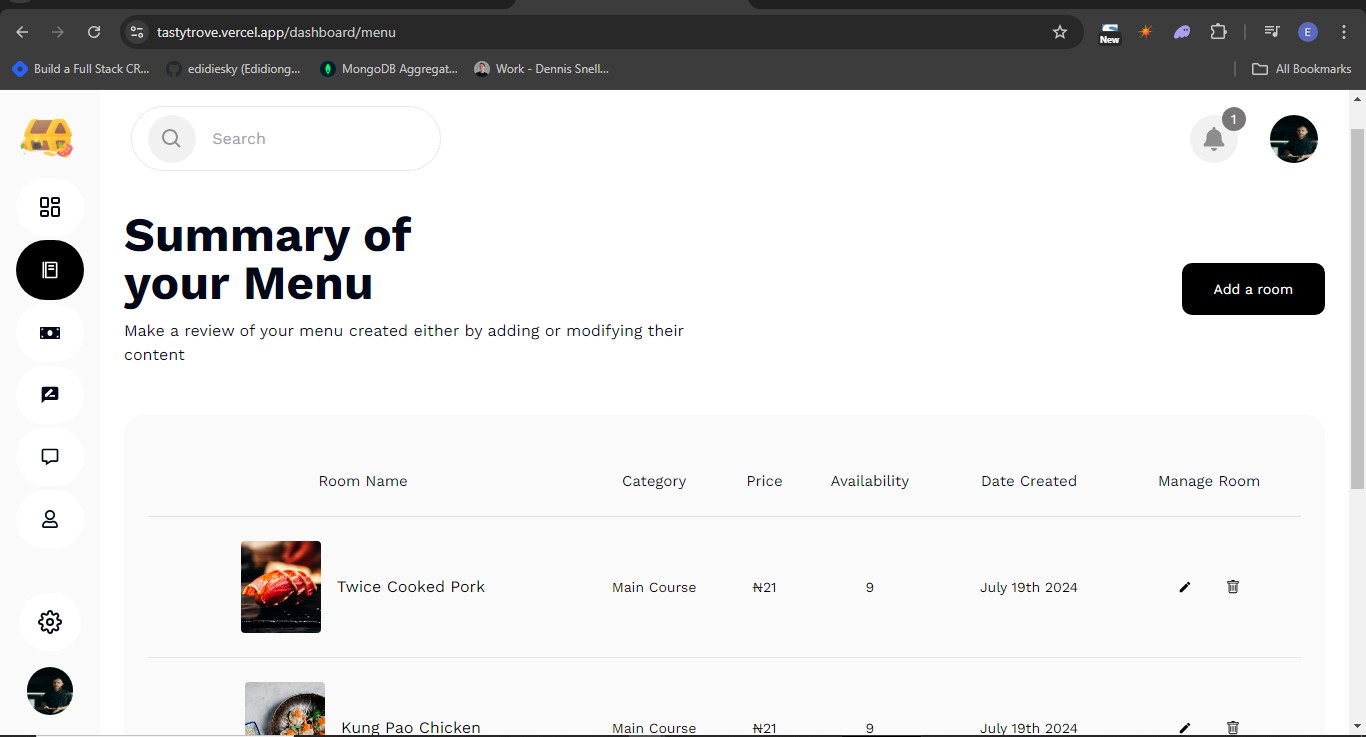 tastytrove.vercel.app/dashboard/menu
New
E
Build a Full Stack CR...
edidiesky (Edidiong...
MongoDB Aggregat...
Work - Dennis Snell...
All Bookmarks
Search
1
Summary of
your Menu
Make a review of your menu created either by adding or modifying their
content
Add a room
Room Name Category Price Availability Date Created Manage Room
Twice Cooked Pork Main Course ₦21 9 July 19th 2024
Kung Pao Chicken Main Course ₦21 9 July 19th 2024